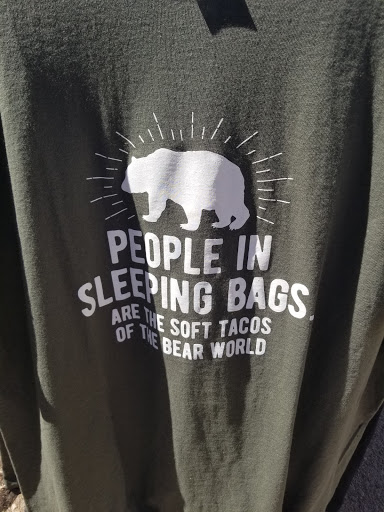 PEOPLE IN
SLEEPING BAGS
ARE THE SOFT TACOS
OF THE BEAR WORLD